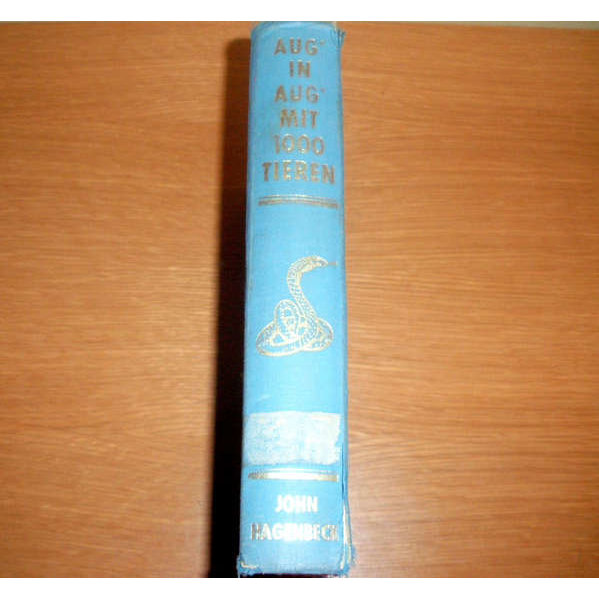 AUG'
IN
AUG'
MIT
1000
TIEREN
JOHN
HAGENBECK